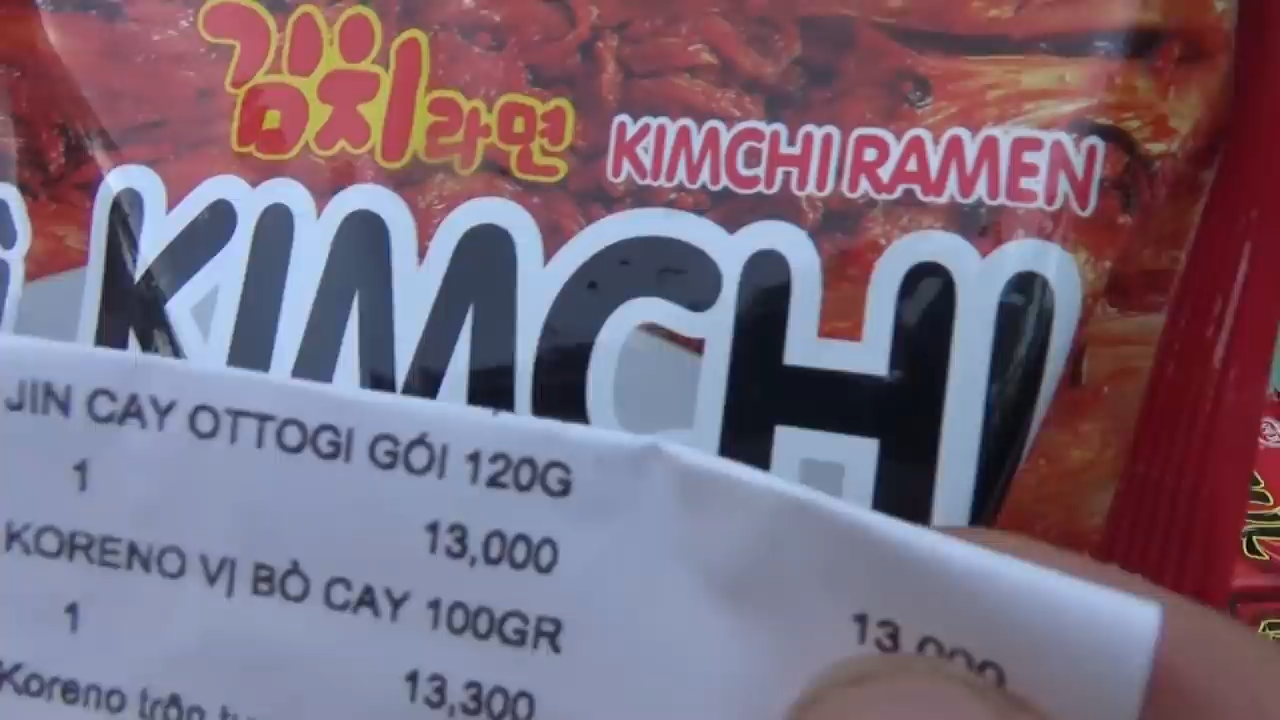 김치라면
KIMCHI RAMEN
KIMCHI
JIN CAY OTTOGI GÓI 120G
1 13,000 13,000
KORENO VỊ BÒ CAY 100GR
1 13,300
Koreno trộn